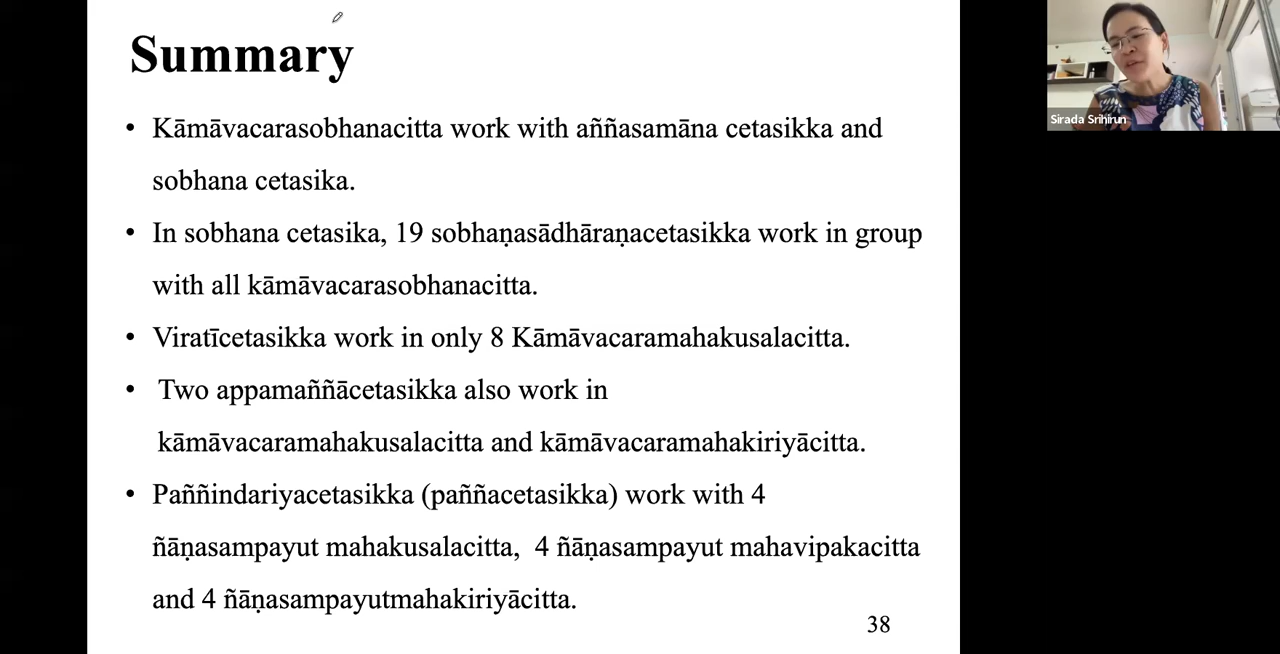 Summary
• Kāmāvacarasobhanacitta work with aññasamāna cetasikka and
sobhana cetasika.
• In sobhana cetasika, 19 sobhaṇasādhāraṇacetasikka work in group
with all kāmāvacarasobhanacitta.
• Viratīcetasikka work in only 8 Kāmāvacaramahakusalacitta.
• Two appamaññācetasikka also work in
kāmāvacaramahakusalacitta and kāmāvacaramahakiriyācitta.
• Paññindariyacetasikka (paññacetasikka) work with 4
ñāṇasampayut mahakusalacitta, 4 ñāṇasampayut mahavipakacitta
and 4 ñāṇasampayutmahakiriyācitta.
38
Sirada Srihirun